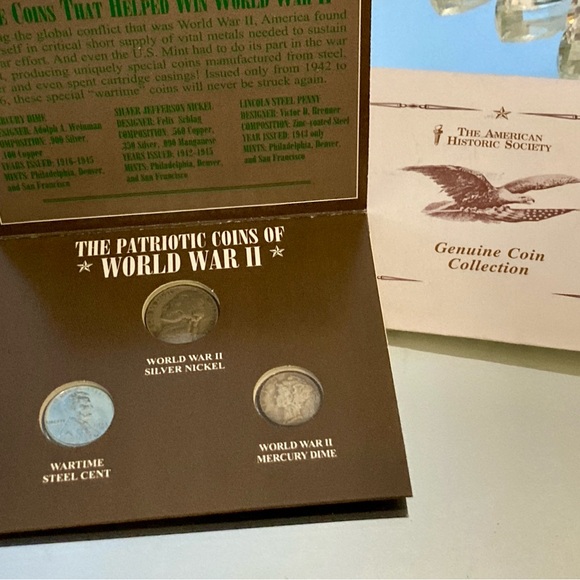 E COINS THAT HELPED WIN WORLD WAR II
the global conflict that was World War II, America found
self in critical short supply of vital metals needed to sustain
ar effort. And even the U.S. Mint had to do its part in the war
t, producing uniquely special coins manufactured from steel,
r and even spent cartridge casings! Issued only from 1942 to
6, these special "wartime" coins will never be struck again.
ERCURY DIME
DESIGNER: Adolph A. Weinman
COMPOSITION: 900 Silver,
100 Copper
YEARS ISSUED: 1916-1945
MINTS: Philadelphia, Denver,
and San Francisco
SILVER JEFFERSON NICKEL
DESIGNER: Felix Schlag
COMPOSITION: 560 Copper,
350 Silver, 090 Manganese
YEARS ISSUED: 1942-1945
MINTS: Philadelphia, Denver,
and San Francisco
LINCOLN STEEL PENNY
DESIGNER: Victor D. Brenner
COMPOSITION: Zinc-coated Steel
YEAR ISSUED: 1943 only
MINTS: Philadelphia, Denver,
and San Francisco
THE AMERICAN
HISTORIC SOCIETY
Genuine Coin
Collection
THE PATRIOTIC COINS OF
WORLD WAR II
WORLD WAR II
SILVER NICKEL
WARTIME
STEEL CENT
WORLD WAR II
MERCURY DIME